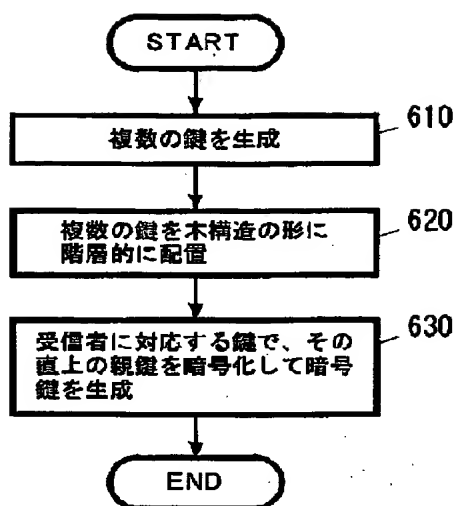 START
複数の鍵を生成
610
複数の鍵を木構造の形に
階層的に配置
620
受信者に対応する鍵で、その
直上の親鍵を暗号化して暗号
鍵を生成
630
END